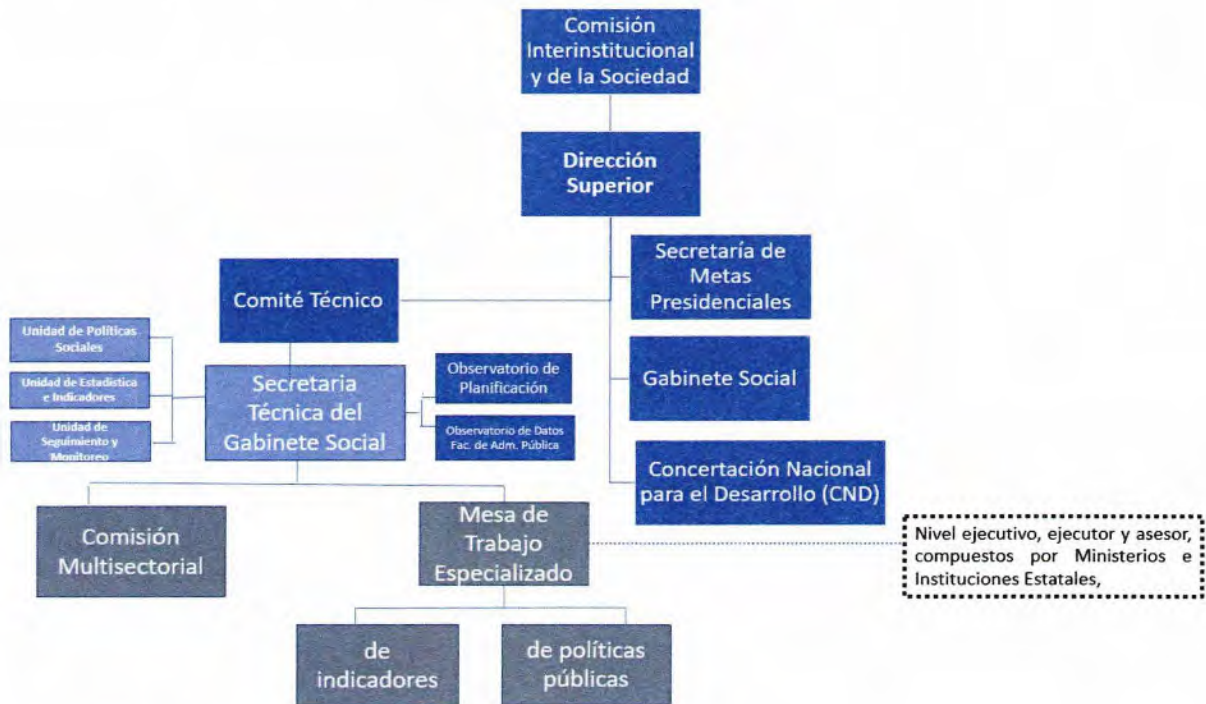 Comisión
Interinstitucional
y de la Sociedad
Dirección
Superior
Secretaría de
Metas
Presidenciales
Comité Técnico
Unidad de Políticas
Sociales
Unidad de Estadística
e Indicadores
Unidad de
Seguimiento y
Monitoreo
Secretaria
Técnica del
Gabinete Social
Observatorio de
Planificación
Observatorio de Datos
Fac. de Adm. Pública
Gabinete Social
Concertación Nacional
para el Desarrollo (CND)
Comisión
Multisectorial
Mesa de
Trabajo
Especializado
Nivel ejecutivo, ejecutor y asesor,
compuestos por Ministerios e
Instituciones Estatales,
de
indicadores
de políticas
públicas